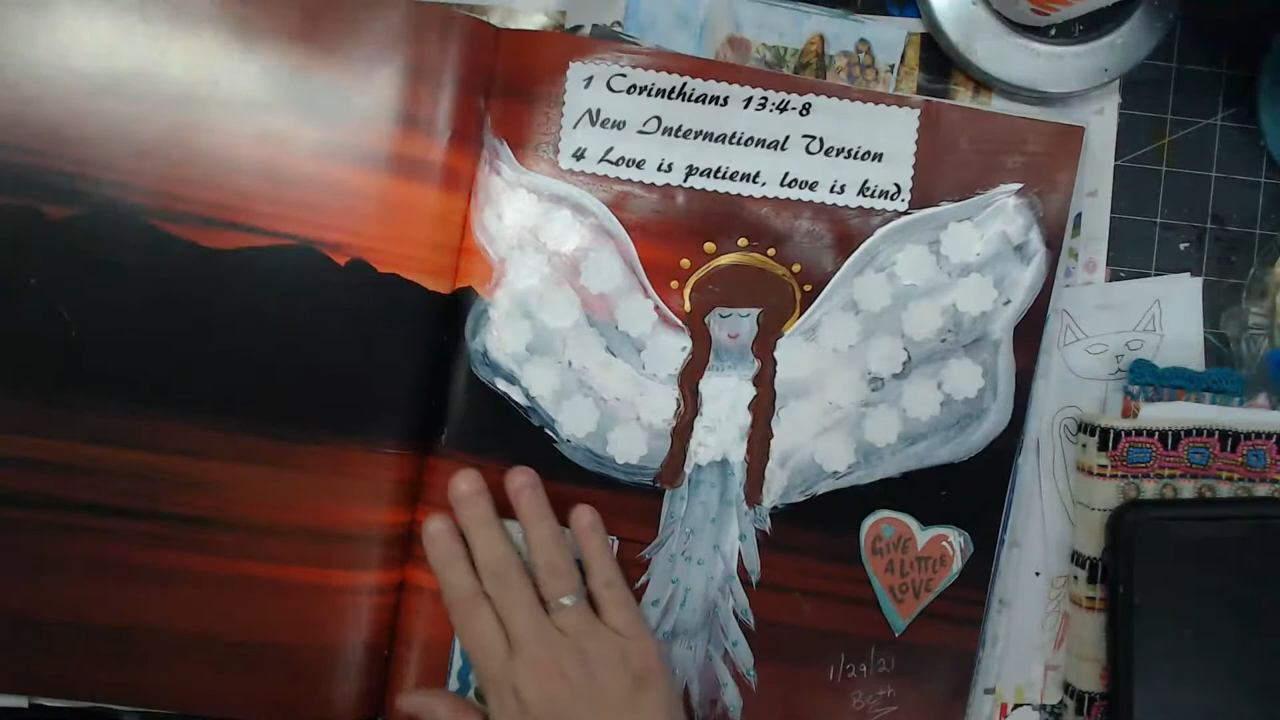 1 Corinthians 13:4-8
New International Version
4 Love is patient, love is kind.
GIVE
A LITTLE
LOVE
1/29/21
Beth